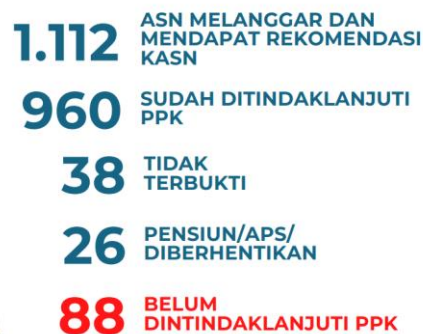 1.112
ASN MELANGGAR DAN
MENDAPAT REKOMENDASI
KASN
960
SUDAH DITINDAKLANJUTI
PPK
38
TIDAK
TERBUKTI
26
PENSIUN/APS/
DIBERHENTIKAN
88
BELUM
DINTINDAKLANJUTI PPK